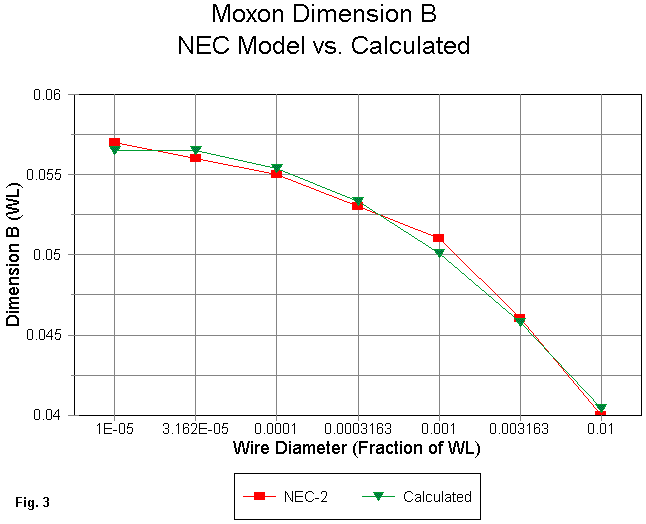 Moxon Dimension B
NEC Model vs. Calculated
0.06
0.055
0.05
0.045
0.04
Dimension B (WL)
1E-05 3.162E-05 0.0001 0.0003163 0.001 0.003163 0.01
Wire Diameter (Fraction of WL)
NEC-2 Calculated
Fig. 3